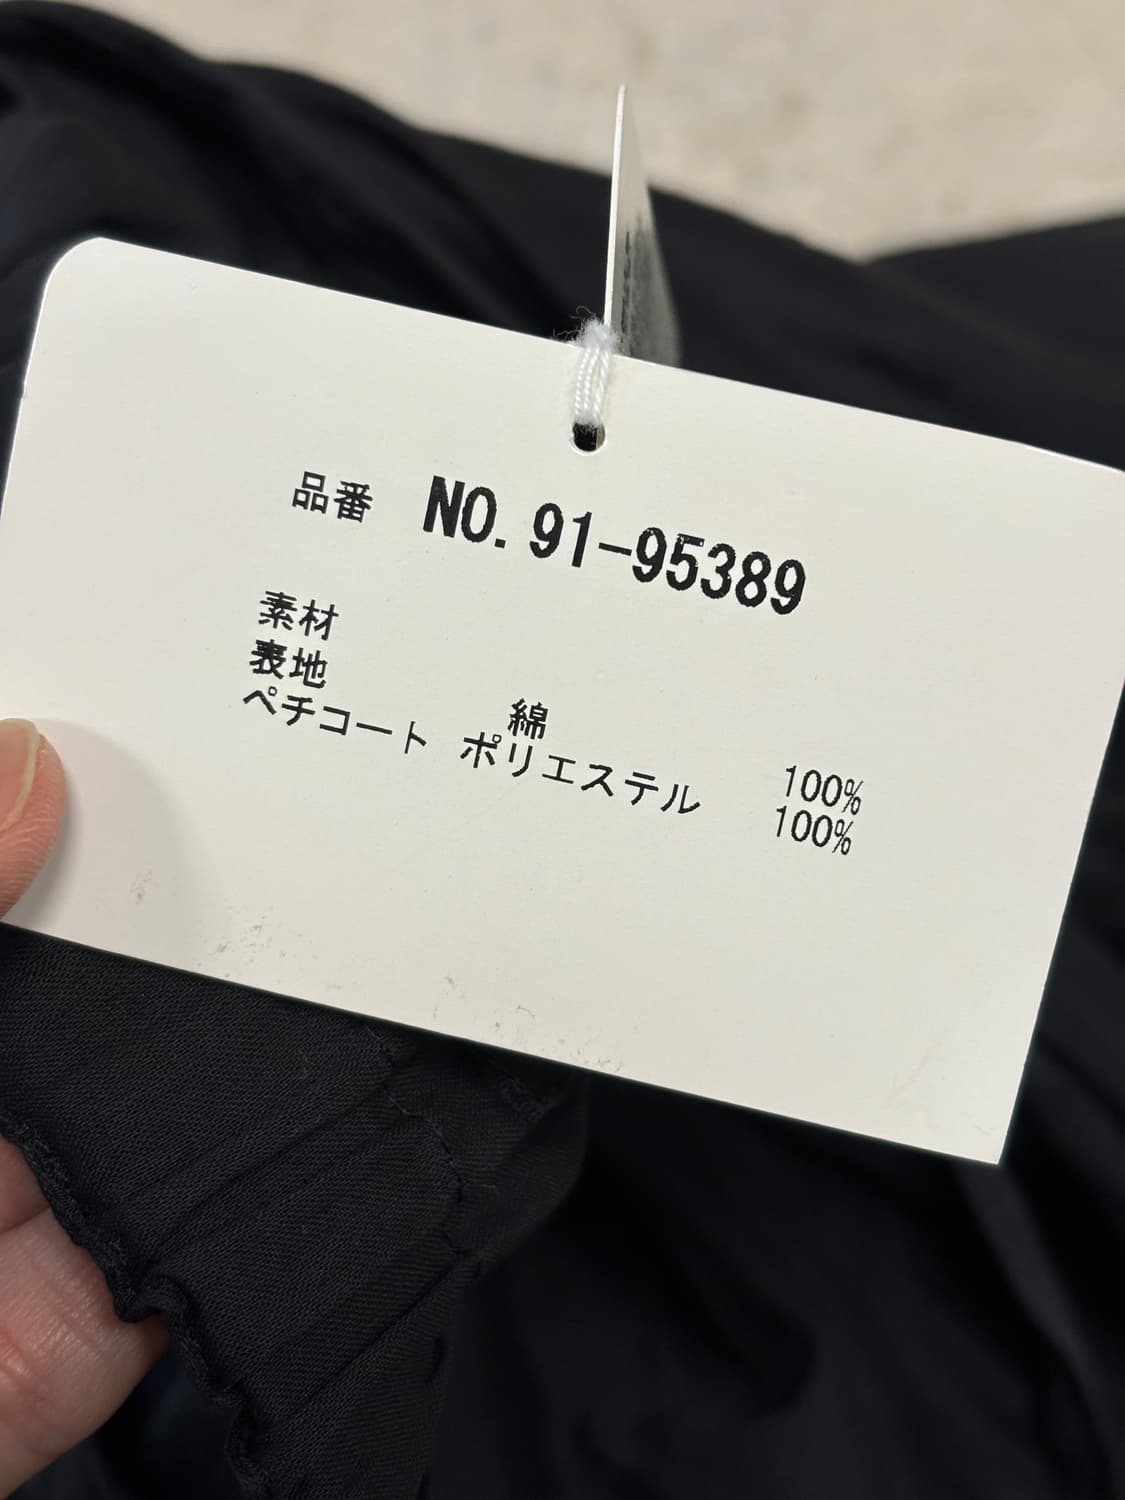 品番 NO. 91-95389
素材
表地 綿 100%
ペチコート ポリエステル 100%